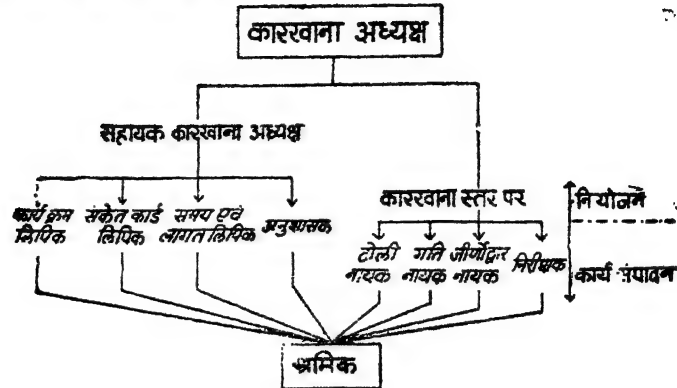 कारखाना अध्यक्ष
सहायक कारखाना अध्यक्ष
कार्य क्रम लिपिक
संकेत कार्ड लिपिक
समय एवं लागत लिपिक
अनुशासक
कारखाना स्तर पर
टोली नायक
गति नायक
जीर्णोद्वार नायक
निरीक्षक
नियोजन
कार्य संपादन
श्रमिक